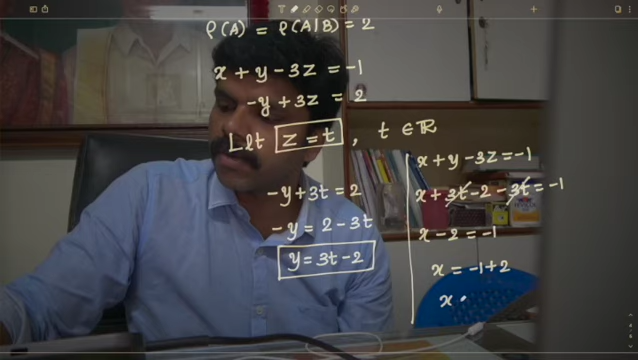 ρ(A) = ρ(A|B) = 2
x + y - 3z = -1
-y + 3z = 2
Let z = t, t ∈ ℝ
-y + 3t = 2
-y = 2 - 3t
y = 3t - 2
x + y - 3z = -1
x + 3t - 2 - 3t = -1
x - 2 = -1
x = -1 + 2
x